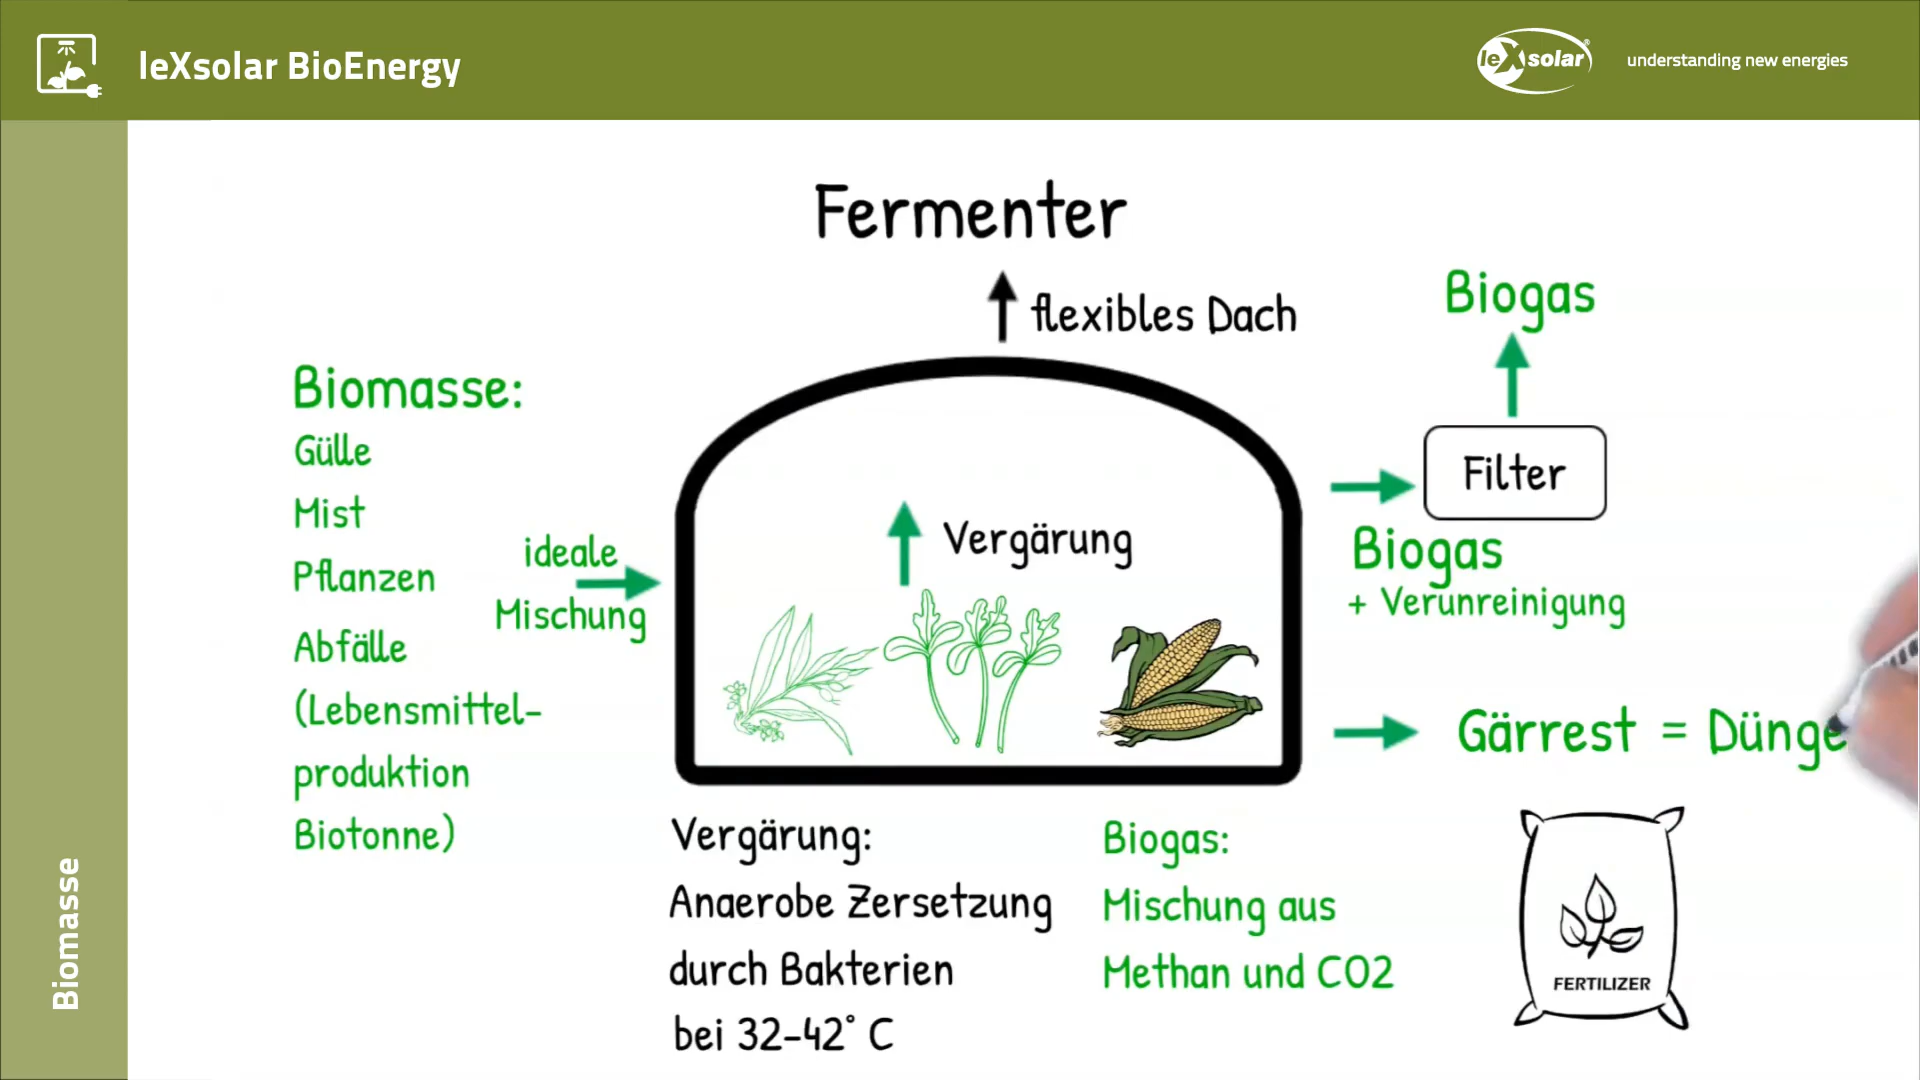 leXsolar BioEnergy
leXsolar®
understanding new energies
Biomasse
Fermenter
flexibles Dach
Biomasse:
Gülle
Mist
Pflanzen
Abfälle
(Lebensmittel-
produktion
Biotonne)
ideale
Mischung
Vergärung
Biogas
Filter
Biogas
+ Verunreinigung
Gärrest = Dünge
Vergärung:
Anaerobe Zersetzung
durch Bakterien
bei 32-42° C
Biogas:
Mischung aus
Methan und CO2
FERTILIZER